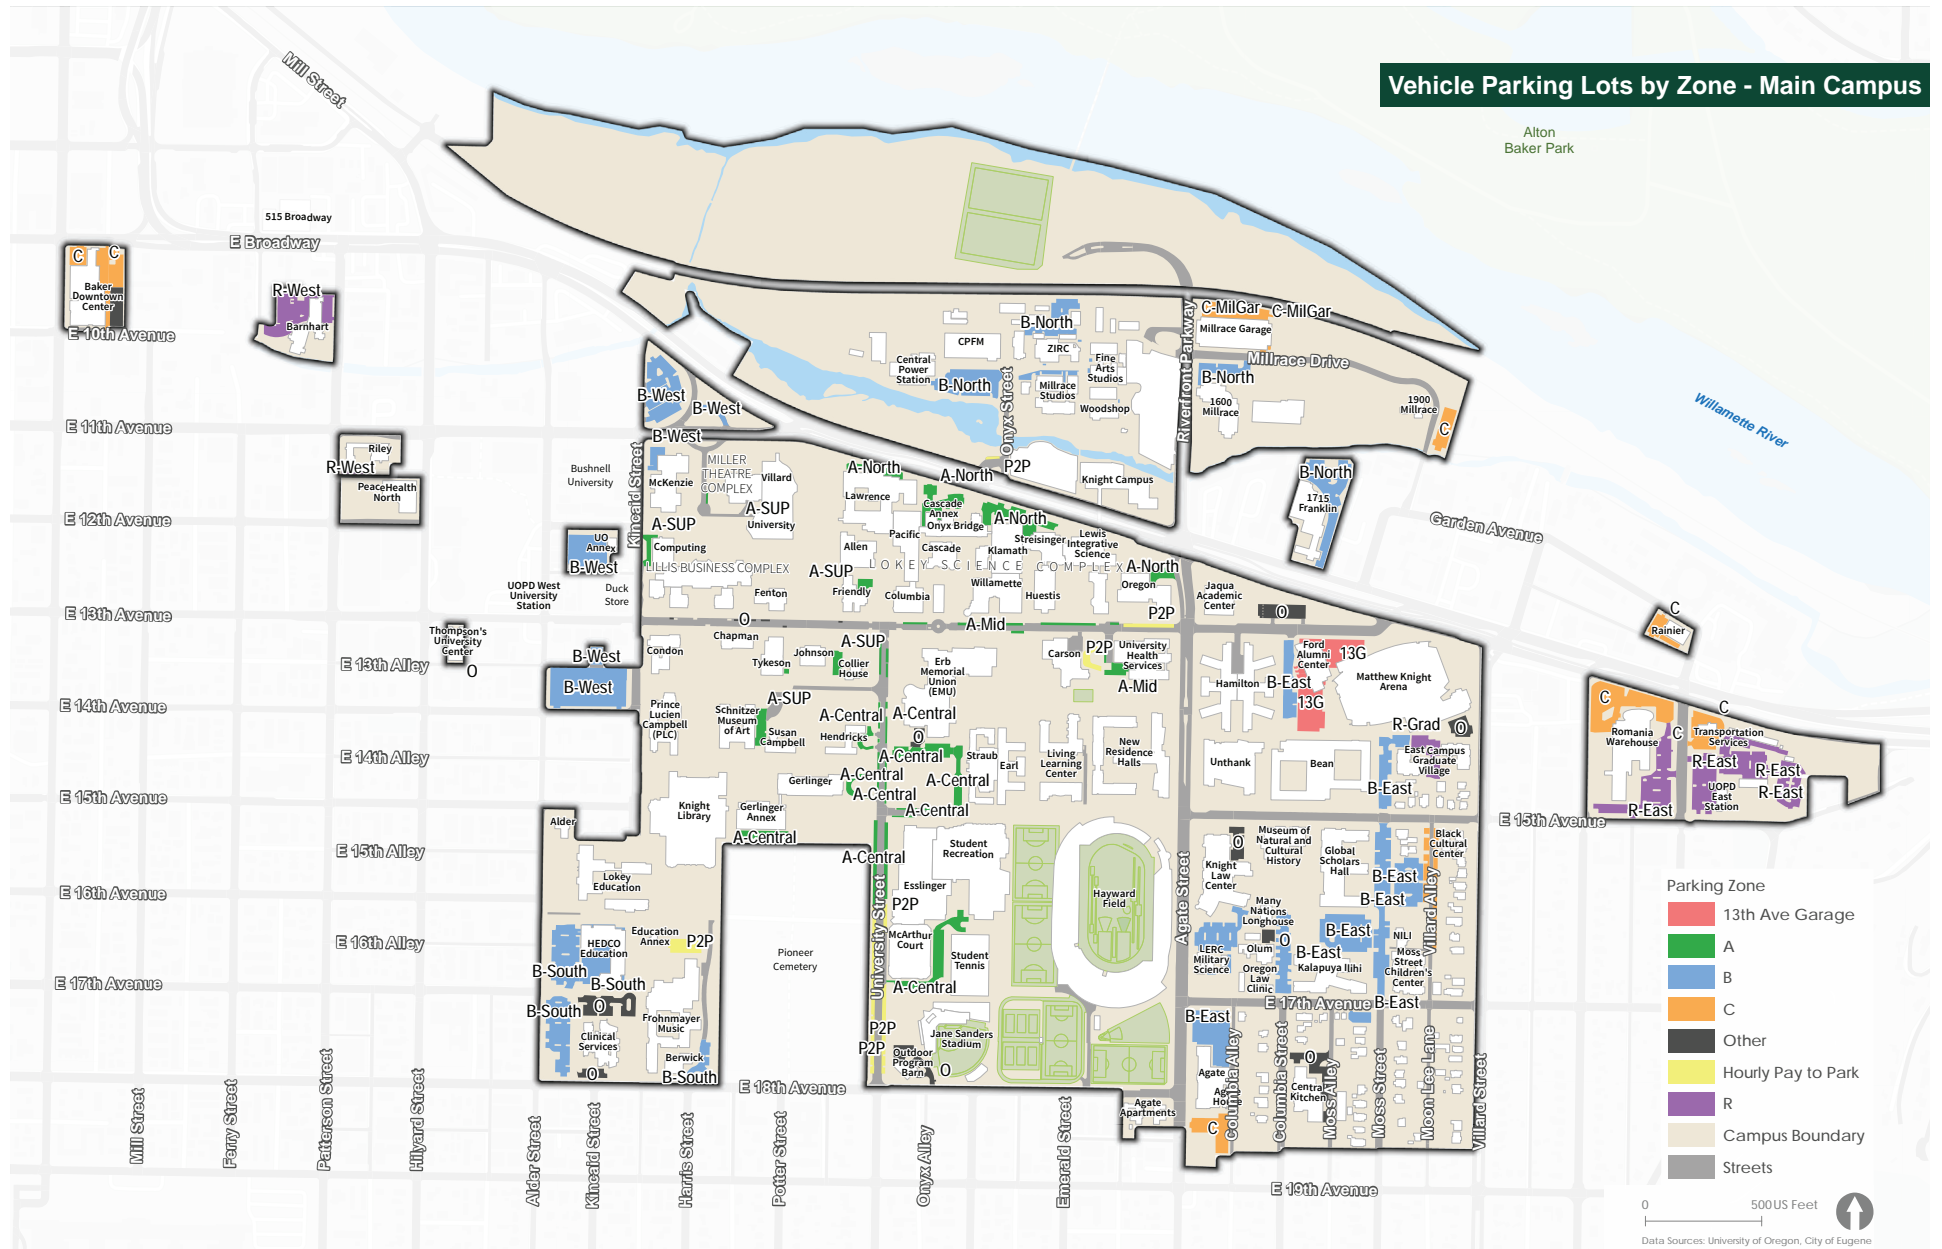 Vehicle Parking Lots by Zone - Main Campus
Alton
Baker Park
Mill Street
515 Broadway
E Broadway
C
C
Baker
Downtown
Center
E 10th Avenue
R-West
Barnhart
B-North
CPFM
ZIRC
Central
Power
Station
B-North
Fine
Arts
Studios
Millrace
Studios
Woodshop
Onyx Street
Riverfront Parkway
C-MilGar
C-MilGar
Millrace Garage
Millrace Drive
B-North
1600
Millrace
1900
Millrace
C
Willamette River
B-West
B-West
B-West
E 11th Avenue
Riley
R-West
PeaceHealth
North
Bushnell
University
Kincaid Street
MILLER
THEATRE
COMPLEX
McKenzie
Villard
A-SUP
University
A-SUP
A-North
Lawrence
A-North
P2P
Knight Campus
B-North
1715
Franklin
Garden Avenue
E 12th Avenue
UO
Annex
B-West
Computing
LILLIS BUSINESS COMPLEX
Cascade
Annex
Onyx Bridge
A-North
Pacific
Streisinger
Lewis
Integrative
Science
Allen
Cascade
Klamath
LOKEY SCIENCE COMPLEX
A-North
Oregon
UOPD West
University
Station
Duck
Store
Fenton
A-SUP
Friendly
Columbia
Willamette
Huestis
P2P
Jaqua
Academic
Center
O
C
Rainier
E 13th Avenue
O
A-Mid
Thompson's
University
Center
O
E 13th Alley
B-West
B-West
Condon
Chapman
Tykeson
Johnson
A-SUP
Collier
House
Erb
Memorial
Union
(EMU)
Carson
P2P
University
Health
Services
A-Mid
Hamilton
B-East
Ford
Alumni
Center
13G
13G
Matthew Knight
Arena
E 14th Avenue
Prince
Lucien
Campbell
(PLC)
A-SUP
Schnitzer
Museum
of Art
Susan
Campbell
A-Central
Hendricks
A-Central
O
A-Central
R-Grad
O
East Campus
Graduate
Village
C
Romania
Warehouse
C
C
Transportation
Services
R-East
R-East
R-East
UOPD
East
Station
R-East
E 14th Alley
Gerlinger
A-Central
A-Central
A-Central
A-Central
Straub
Earl
Living
Learning
Center
New
Residence
Halls
Unthank
Bean
B-East
E 15th Avenue
E 15th Avenue
Knight
Library
Gerlinger
Annex
A-Central
Alder
E 15th Alley
A-Central
Student
Recreation
Esslinger
P2P
McArthur
Court
Student
Tennis
A-Central
Hayward
Field
Agate Street
University Street
O
Knight
Law
Center
Museum of
Natural and
Cultural
History
Global
Scholars
Hall
B-East
B-East
Black
Cultural
Center
Villard Alley
E 16th Avenue
Lokey
Education
Many
Nations
Longhouse
O
Olum
LERC
Military
Science
Oregon
Law
Clinic
B-East
B-East
Kalapuya Ilihi
NILI
Moss
Street
Children's
Center
E 16th Alley
HEDCO
Education
Education
Annex
P2P
Pioneer
Cemetery
B-South
B-South
E 17th Avenue
E 17th Avenue
B-East
B-South
O
Clinical
Services
O
Frohnmayer
Music
Berwick
B-South
P2P
P2P
Outdoor
Program
Barn
O
Jane Sanders
Stadium
E 18th Avenue
B-East
Agate
Agate
House
C
Agate
Apartments
O
Central
Kitchen
Columbia Alley
Columbia Street
Moss Alley
Moss Street
Moon Lee Lane
Villard Street
Mill Street
Ferry Street
Patterson Street
Hilyard Street
Alder Street
Kincaid Street
Harris Street
Potter Street
Onyx Alley
Emerald Street
E 19th Avenue
Parking Zone
13th Ave Garage
A
B
C
Other
Hourly Pay to Park
R
Campus Boundary
Streets
0 500 US Feet
Data Sources: University of Oregon, City of Eugene